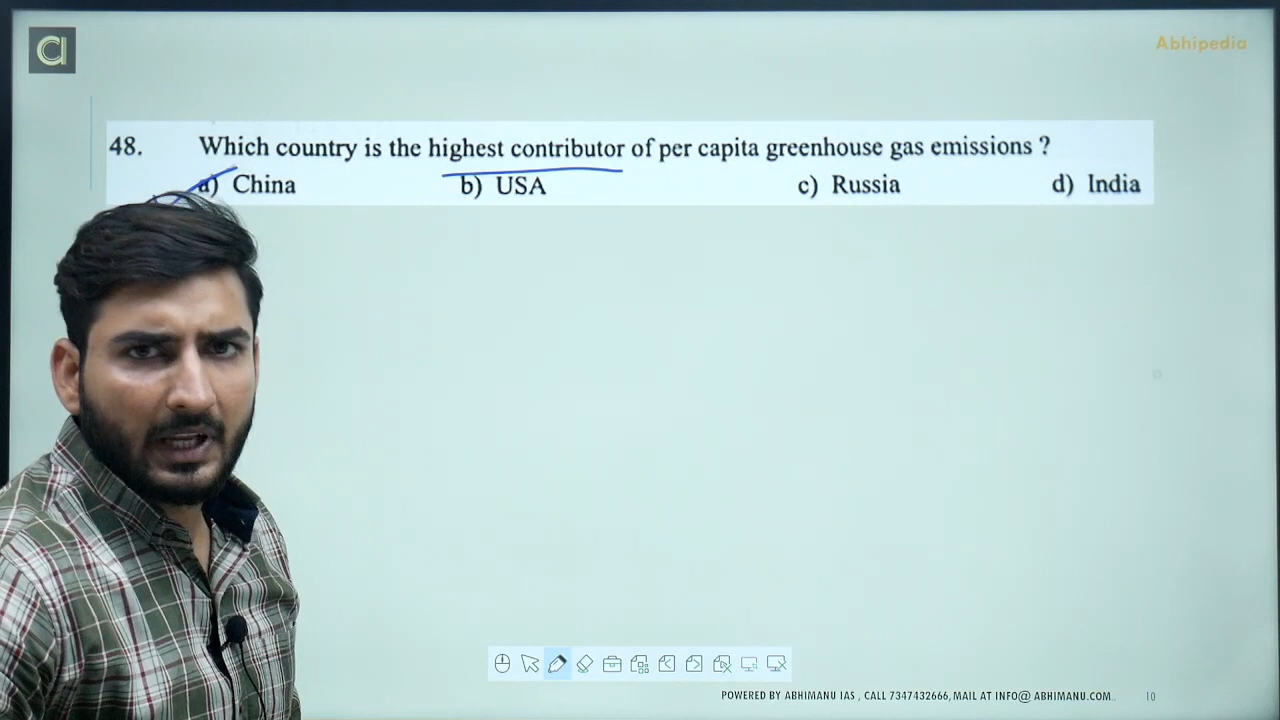 Abhipedia
48. Which country is the highest contributor of per capita greenhouse gas emissions ?
a) China b) USA c) Russia d) India
POWERED BY ABHIMANU IAS , CALL 7347432666, MAIL AT INFO@ ABHIMANU.COM.. 10